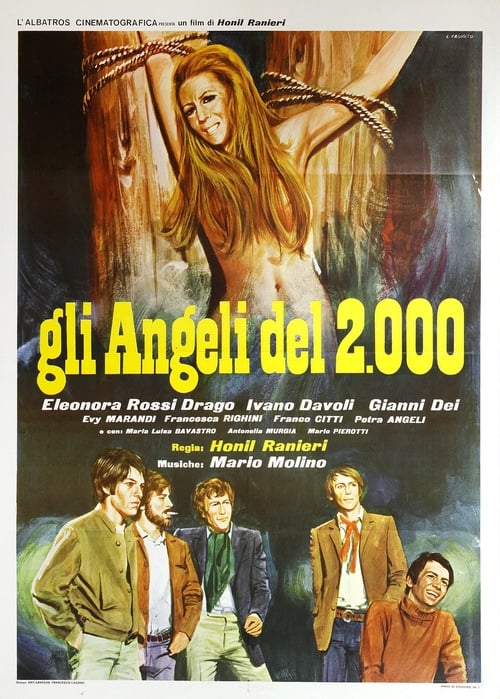 L'ALBATROS CINEMATOGRAFICA PRESENTA un film di Honil Ranieri
gli Angeli del 2.000
Eleonora Rossi Drago Ivano Davoli Gianni Dei
Evy MARANDI Francesca RIGHINI Franco CITTI Petra ANGELI
e con: Maria Luisa BAVASTRO Antonella MURGIA Mario PIEROTTI
Regia: Honil Ranieri
Musiche: Mario Molino